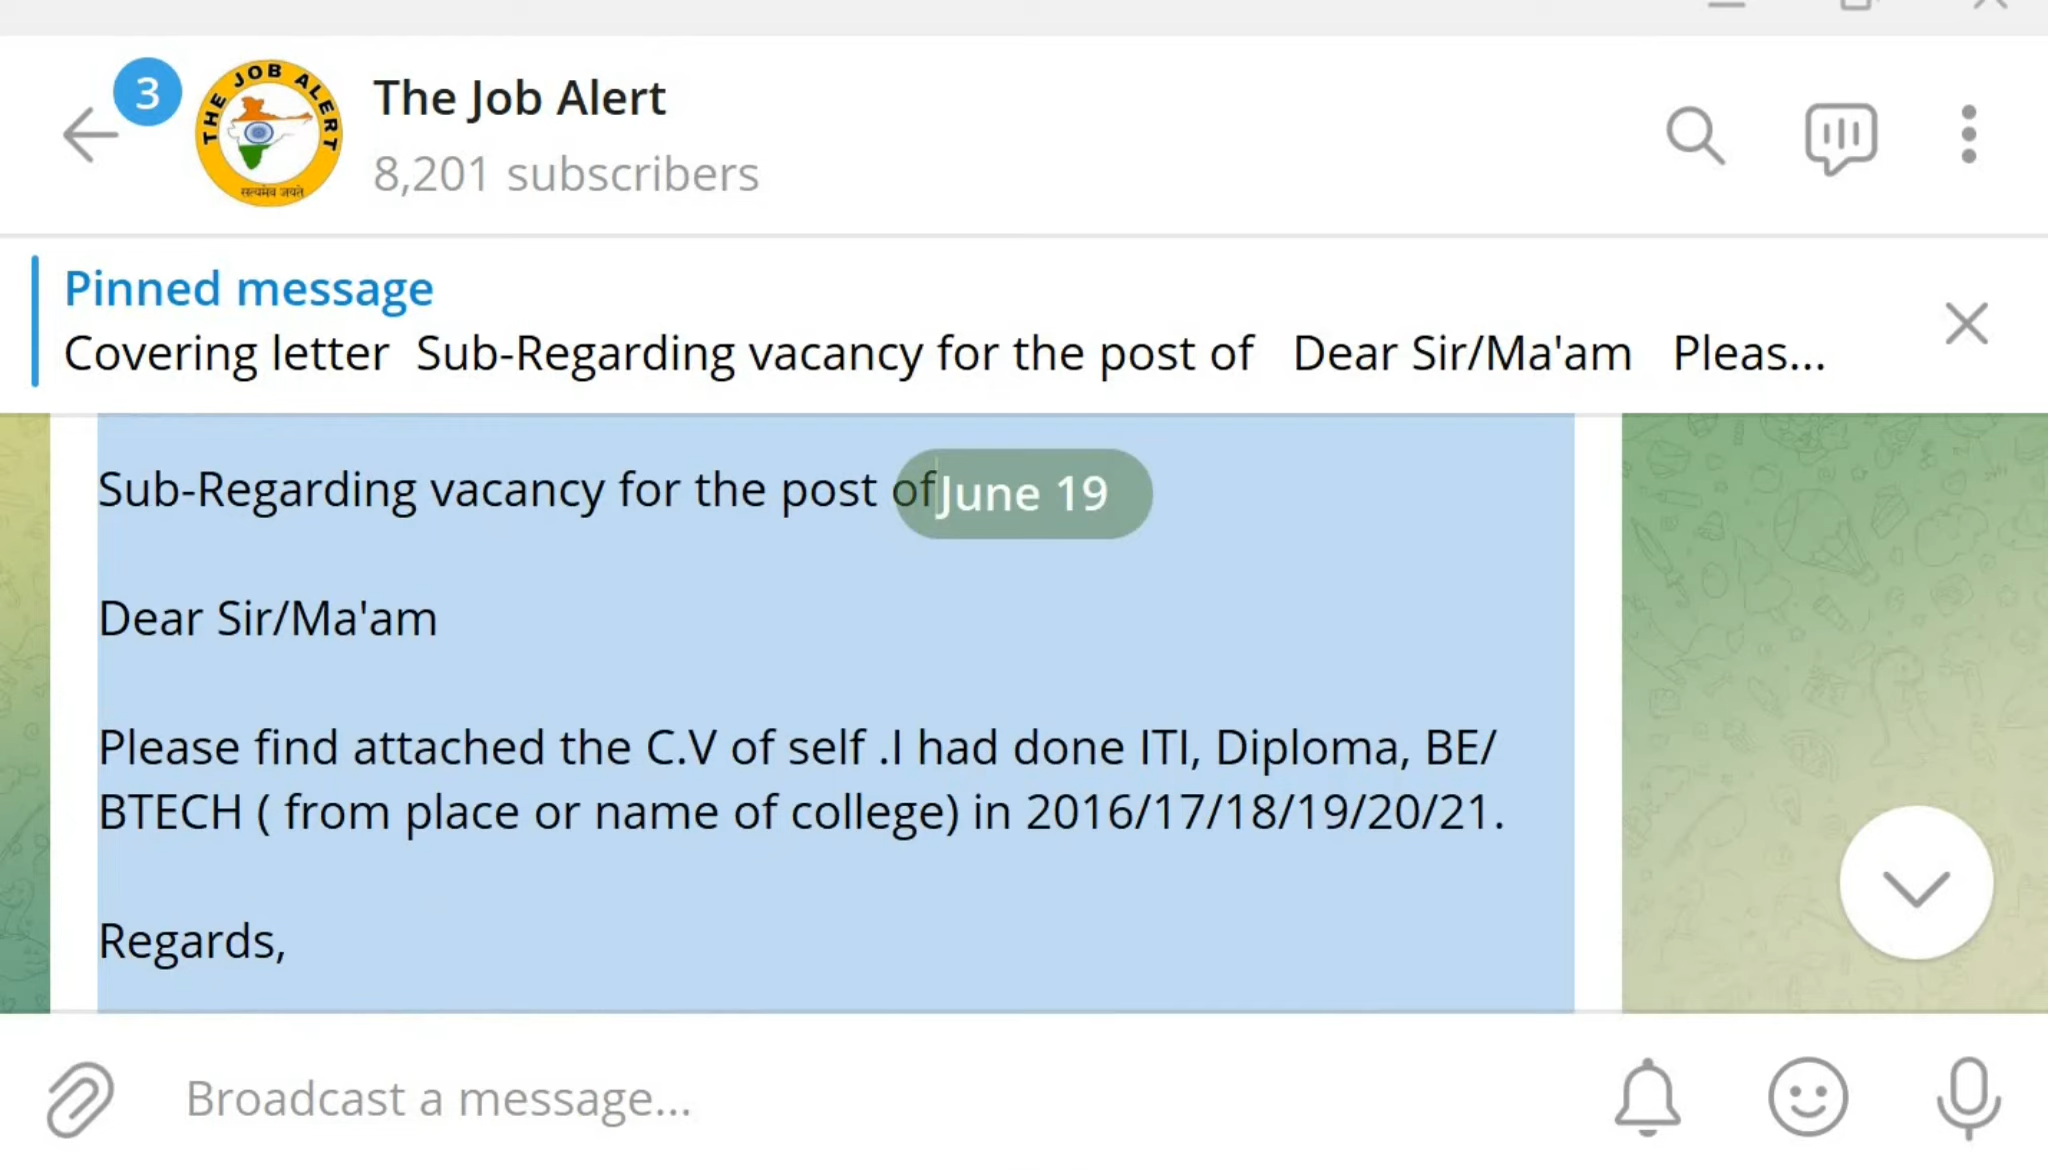 3
THE JOB ALERT
सत्यमेव जयते
The Job Alert
8,201 subscribers
Pinned message
Covering letter  Sub-Regarding vacancy for the post of   Dear Sir/Ma'am   Pleas...
Sub-Regarding vacancy for the post of
June 19
Dear Sir/Ma'am
Please find attached the C.V of self .I had done ITI, Diploma, BE/
BTECH ( from place or name of college) in 2016/17/18/19/20/21.
Regards,
Broadcast a message...